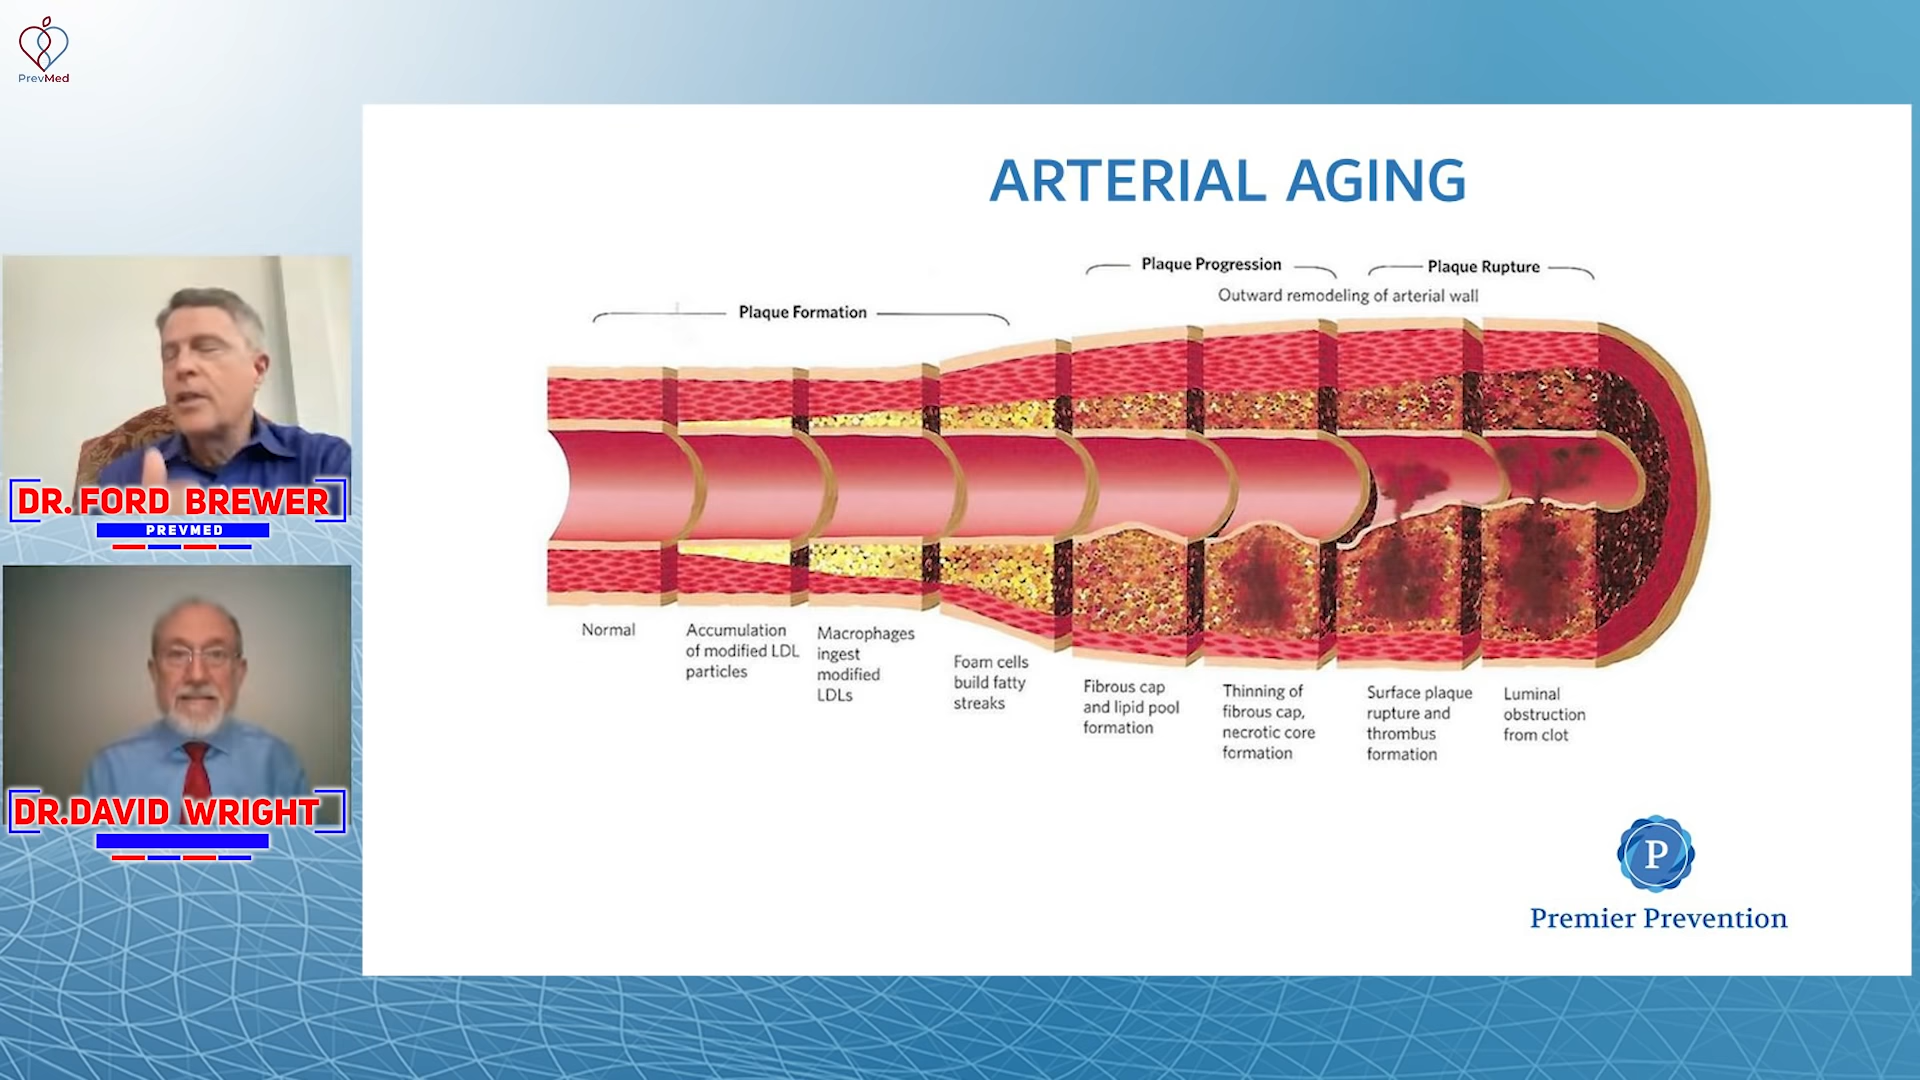 PrevMed
ARTERIAL AGING
Plaque Formation
Plaque Progression
Plaque Rupture
Outward remodeling of arterial wall
Normal
Accumulation
of modified LDL
particles
Macrophages
ingest
modified
LDLs
Foam cells
build fatty
streaks
Fibrous cap
and lipid pool
formation
Thinning of
fibrous cap,
necrotic core
formation
Surface plaque
rupture and
thrombus
formation
Luminal
obstruction
from clot
DR. FORD BREWER
PREVMED
DR.DAVID WRIGHT
P
Premier Prevention